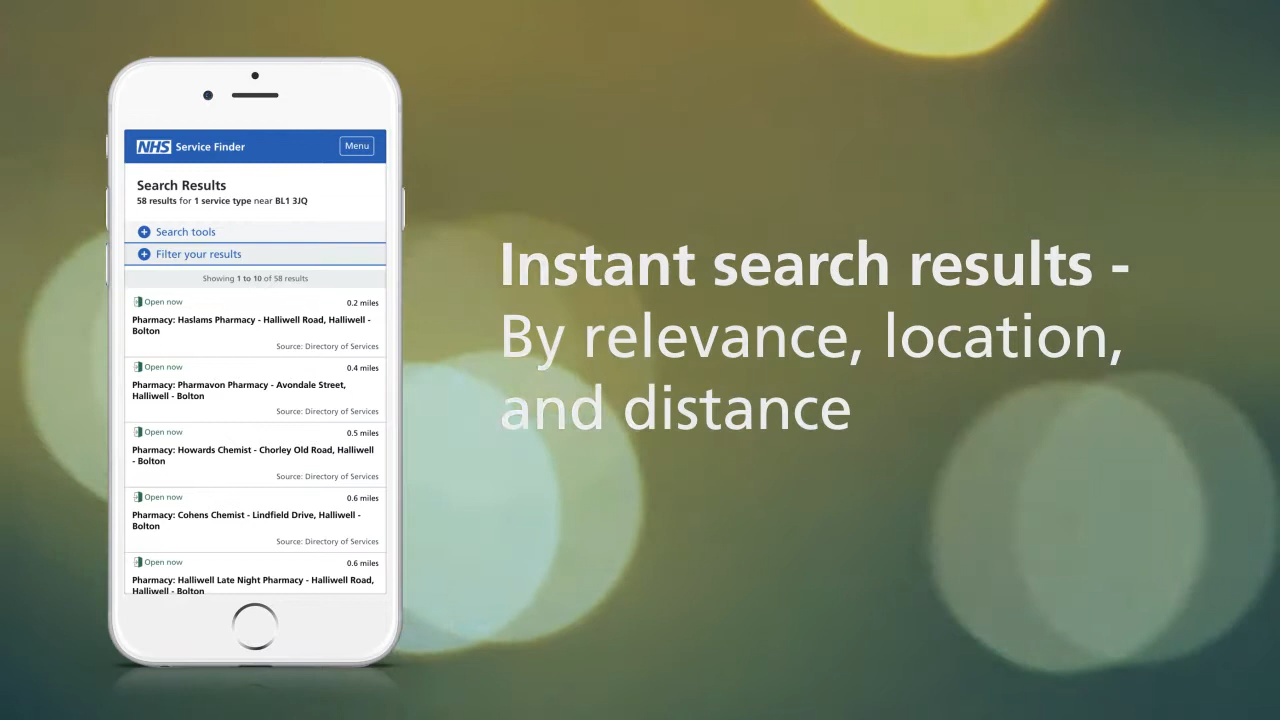 NHS Service Finder
Menu
Search Results
58 results for 1 service type near BL1 3JQ
Search tools
Filter your results
Showing 1 to 10 of 58 results
Open now
0.2 miles
Pharmacy: Haslams Pharmacy - Halliwell Road, Halliwell -
Bolton
Source: Directory of Services
Open now
0.4 miles
Pharmacy: Pharmavon Pharmacy - Avondale Street,
Halliwell - Bolton
Source: Directory of Services
Open now
0.5 miles
Pharmacy: Howards Chemist - Chorley Old Road, Halliwell
- Bolton
Source: Directory of Services
Open now
0.6 miles
Pharmacy: Cohens Chemist - Lindfield Drive, Halliwell -
Bolton
Source: Directory of Services
Open now
0.6 miles
Pharmacy: Halliwell Late Night Pharmacy - Halliwell Road,
Halliwell - Bolton
Instant search results -
By relevance, location,
and distance